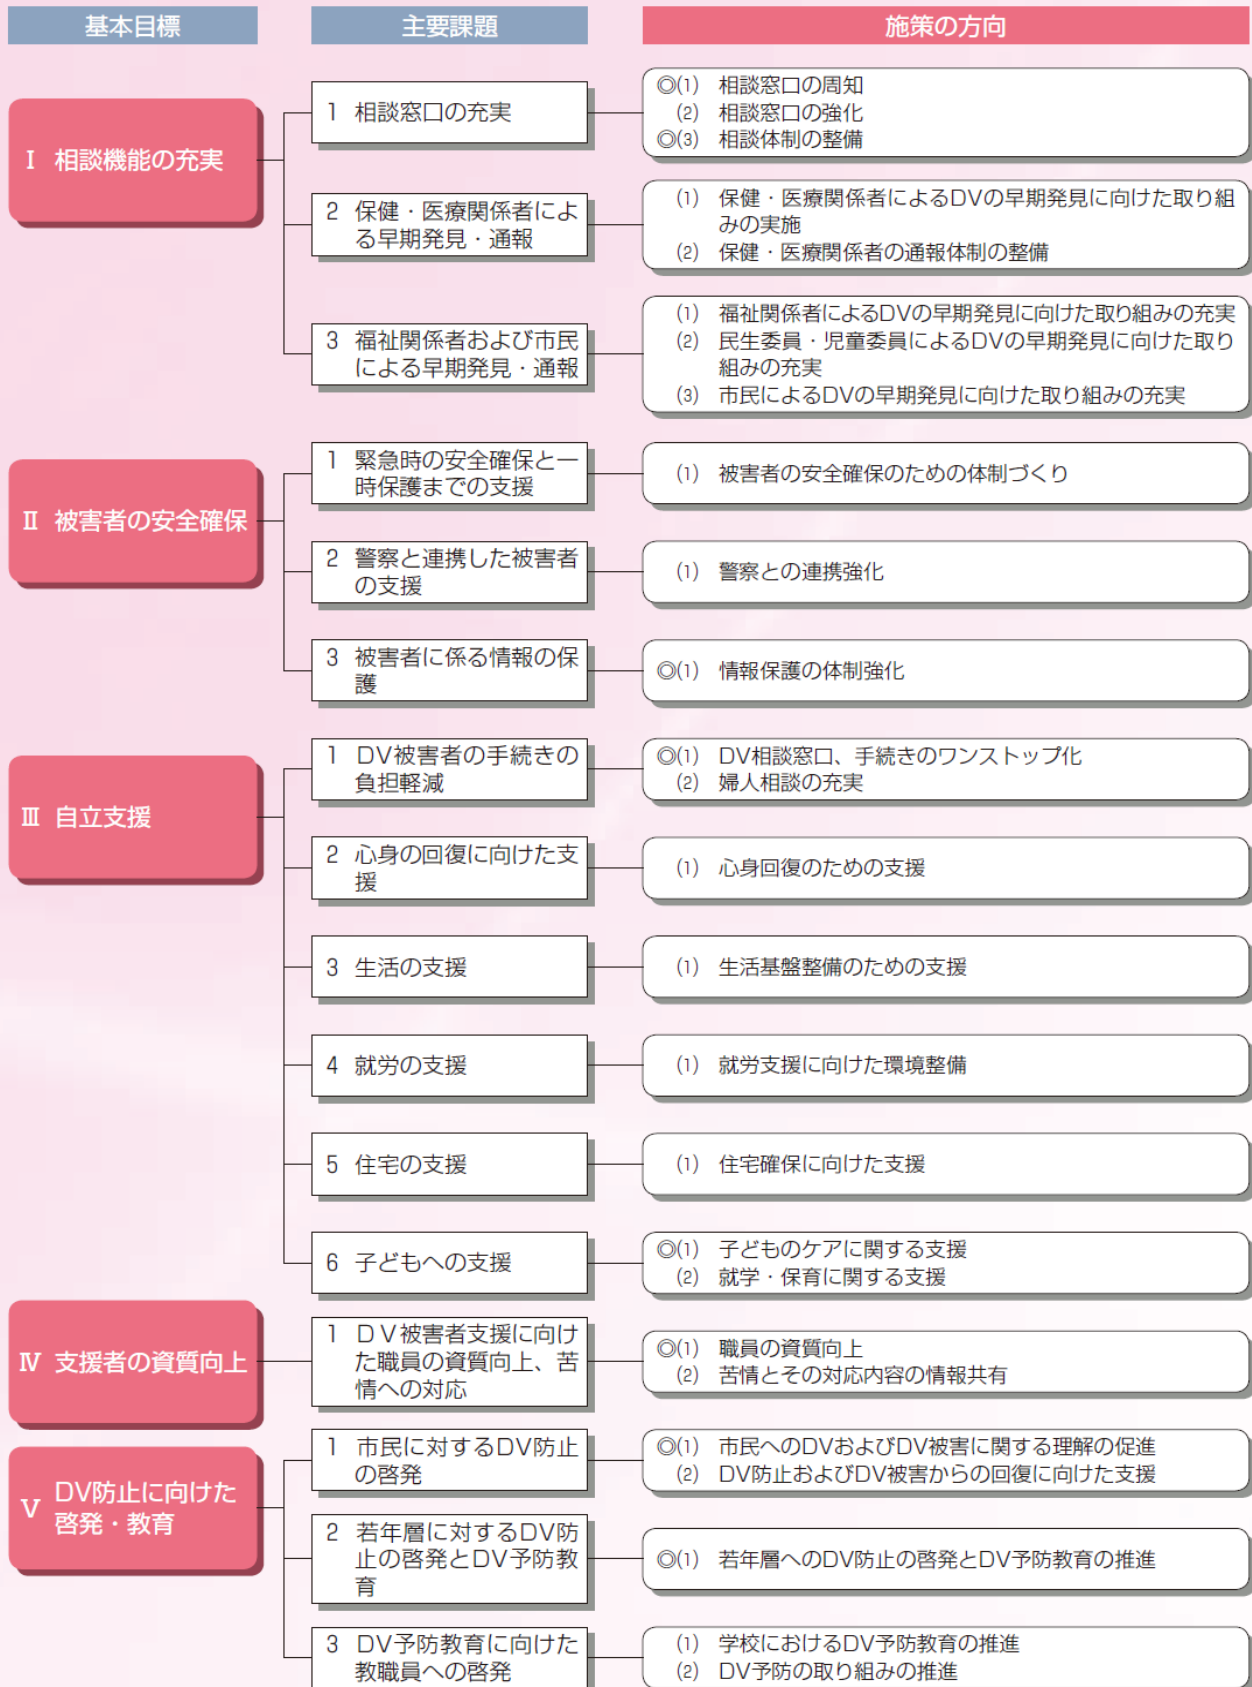 基本目標
主要課題
施策の方向
Ⅰ 相談機能の充実
1 相談窓口の充実
◎(1) 相談窓口の周知
(2) 相談窓口の強化
◎(3) 相談体制の整備
2 保健・医療関係者によ
る早期発見・通報
(1) 保健・医療関係者によるDVの早期発見に向けた取り組
みの実施
(2) 保健・医療関係者の通報体制の整備
3 福祉関係者および市民
による早期発見・通報
(1) 福祉関係者によるDVの早期発見に向けた取り組みの充実
(2) 民生委員・児童委員によるDVの早期発見に向けた取り
組みの充実
(3) 市民によるDVの早期発見に向けた取り組みの充実
Ⅱ 被害者の安全確保
1 緊急時の安全確保と一
時保護までの支援
(1) 被害者の安全確保のための体制づくり
2 警察と連携した被害者
の支援
(1) 警察との連携強化
3 被害者に係る情報の保
護
◎(1) 情報保護の体制強化
Ⅲ 自立支援
1 DV被害者の手続きの
負担軽減
◎(1) DV相談窓口、手続きのワンストップ化
(2) 婦人相談の充実
2 心身の回復に向けた支
援
(1) 心身回復のための支援
3 生活の支援
(1) 生活基盤整備のための支援
4 就労の支援
(1) 就労支援に向けた環境整備
5 住宅の支援
(1) 住宅確保に向けた支援
6 子どもへの支援
◎(1) 子どものケアに関する支援
(2) 就学・保育に関する支援
Ⅳ 支援者の資質向上
1 ＤＶ被害者支援に向け
た職員の資質向上、苦
情への対応
◎(1) 職員の資質向上
(2) 苦情とその対応内容の情報共有
Ⅴ DV防止に向けた
啓発・教育
1 市民に対するDV防止
の啓発
◎(1) 市民へのDVおよびDV被害に関する理解の促進
(2) DV防止およびDV被害からの回復に向けた支援
2 若年層に対するDV防
止の啓発とDV予防教
育
◎(1) 若年層へのDV防止の啓発とDV予防教育の推進
3 DV予防教育に向けた
教職員への啓発
(1) 学校におけるDV予防教育の推進
(2) DV予防の取り組みの推進